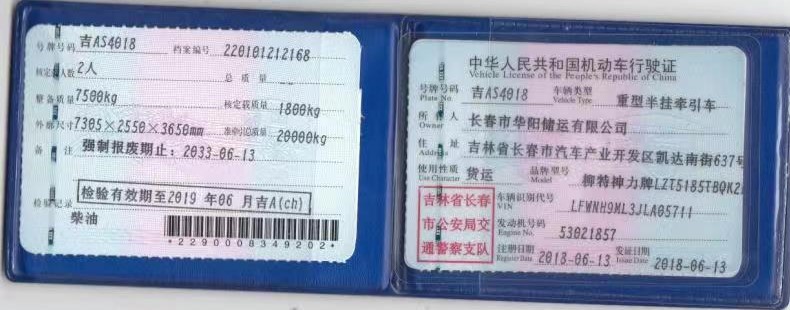 号牌号码 吉AS4018 档案编号 220101212168
核定载人数 2人 总质量 --
整备质量 7500kg 核定载质量 1800kg
外廓尺寸 7305×2550×3650mm 准牵引总质量 20000kg
备注 强制报废期止：2033-06-13
检验记录 检验有效期至2019年06月吉A(ch)
柴油
*2290008349202*
中华人民共和国机动车行驶证
Vehicle License of the People's Republic of China
号牌号码 吉AS4018 车辆类型 重型半挂牵引车
Plate No. Vehicle Type
所有人 长春市华阳储运有限公司
Owner
住址 吉林省长春市汽车产业开发区凯达南街637号
Address
使用性质 货运 品牌型号 柳特神力牌LZT5185TBQK2
Use Character Model
吉林省长春市公安局交通警察支队
车辆识别代号 LFWNH9ML3JLA05711
VIN
发动机号码 53021857
Engine No.
注册日期 2018-06-13 发证日期 2018-06-13
Register Date Issue Date